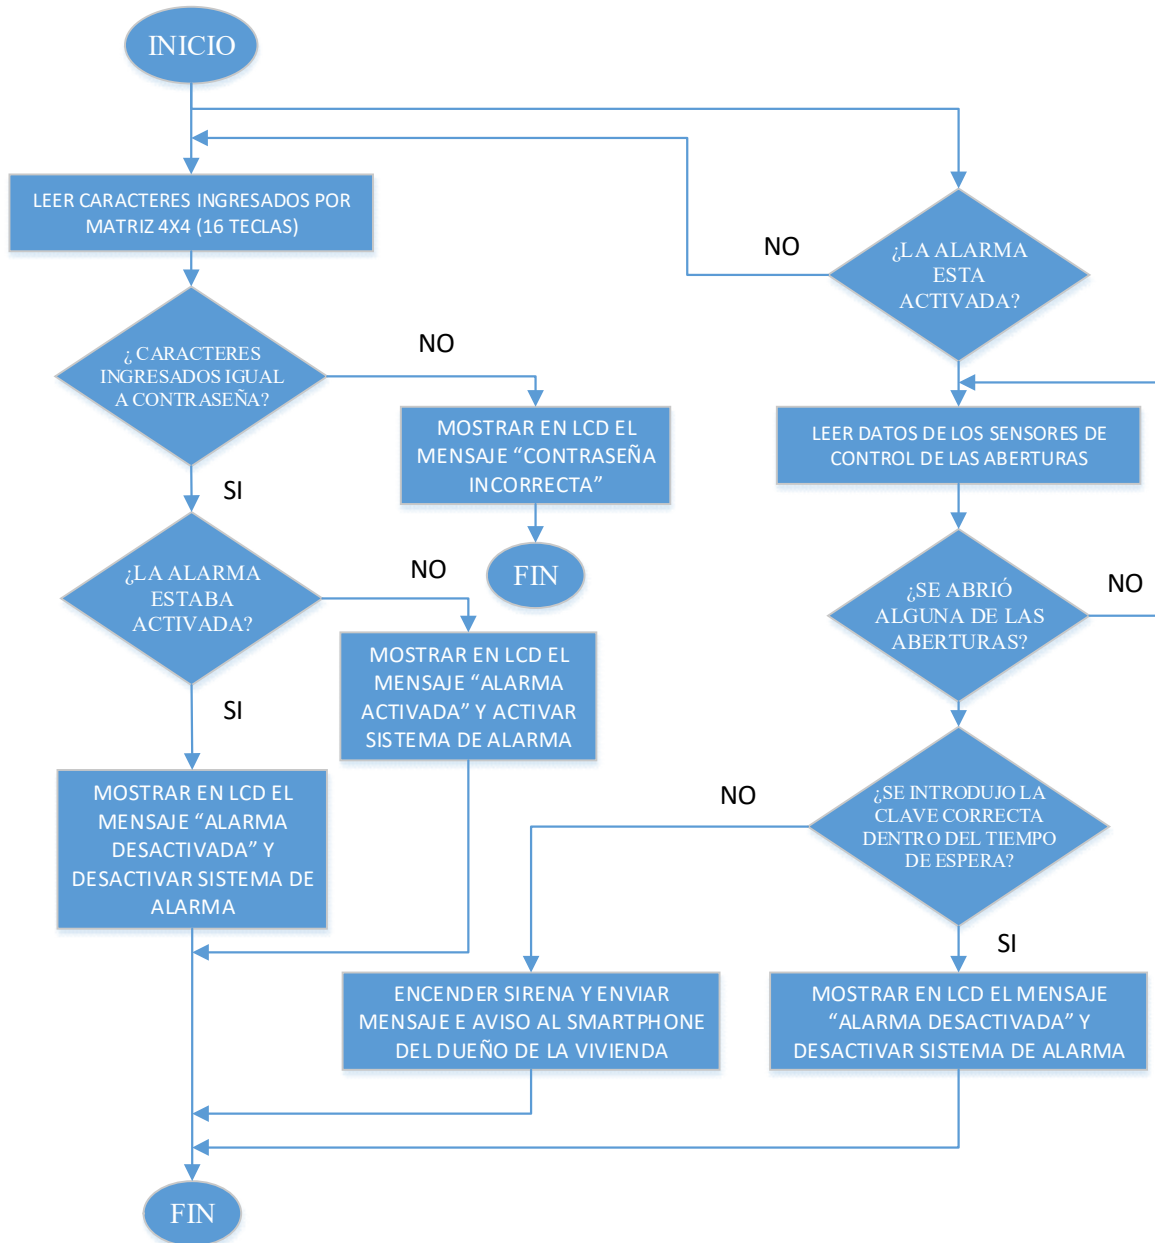 INICIO
LEER CARACTERES INGRESADOS POR
MATRIZ 4X4 (16 TECLAS)
NO
¿LA ALARMA
ESTA
ACTIVADA?
¿ CARACTERES
INGRESADOS IGUAL
A CONTRASEÑA?
NO
MOSTRAR EN LCD EL
MENSAJE “CONTRASEÑA
INCORRECTA”
LEER DATOS DE LOS SENSORES DE
CONTROL DE LAS ABERTURAS
SI
¿LA ALARMA
ESTABA
ACTIVADA?
NO
FIN
¿SE ABRIÓ
ALGUNA DE LAS
ABERTURAS?
NO
MOSTRAR EN LCD EL
MENSAJE “ALARMA
ACTIVADA” Y ACTIVAR
SISTEMA DE ALARMA
SI
MOSTRAR EN LCD EL
MENSAJE “ALARMA
DESACTIVADA” Y
DESACTIVAR SISTEMA DE
ALARMA
NO
¿SE INTRODUJO LA
CLAVE CORRECTA
DENTRO DEL TIEMPO
DE ESPERA?
SI
ENCENDER SIRENA Y ENVIAR
MENSAJE E AVISO AL SMARTPHONE
DEL DUEÑO DE LA VIVIENDA
MOSTRAR EN LCD EL MENSAJE
“ALARMA DESACTIVADA” Y
DESACTIVAR SISTEMA DE ALARMA
FIN